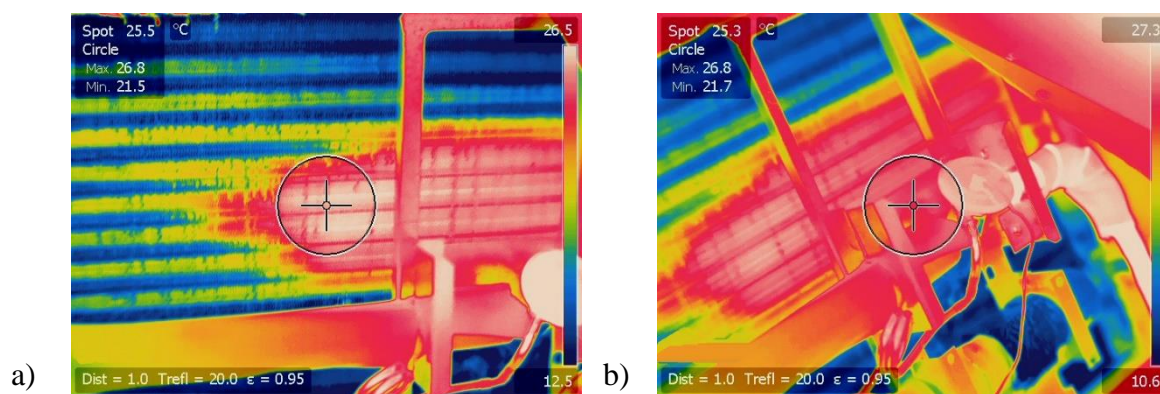 Spot 25.5 °C
Circle
Max. 26.8
Min. 21.5
26.5
12.5
Dist = 1.0 Trefl = 20.0 ε = 0.95
a)
Spot 25.3 °C
Circle
Max. 26.8
Min. 21.7
27.3
10.6
Dist = 1.0 Trefl = 20.0 ε = 0.95
b)